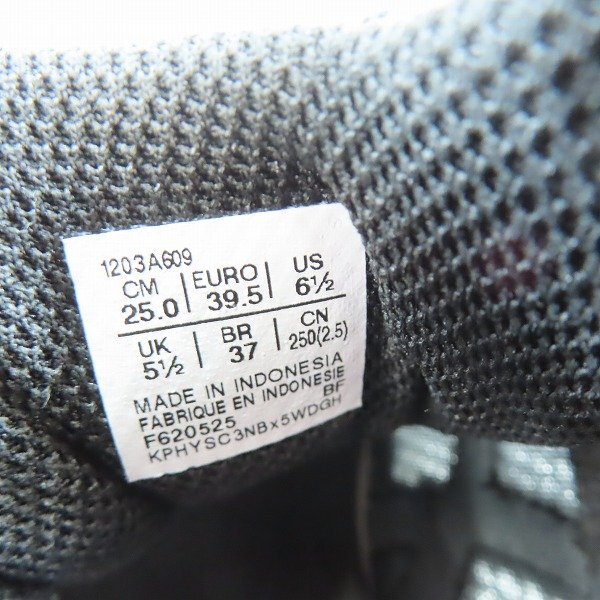 1203A609
CM EURO US
25.0 39.5 6½
UK BR CN
5½ 37 250(2.5)
MADE IN INDONESIA
FABRIQUE EN INDONESIE
F620525 BF
KPHYSC3NBx5WDGH